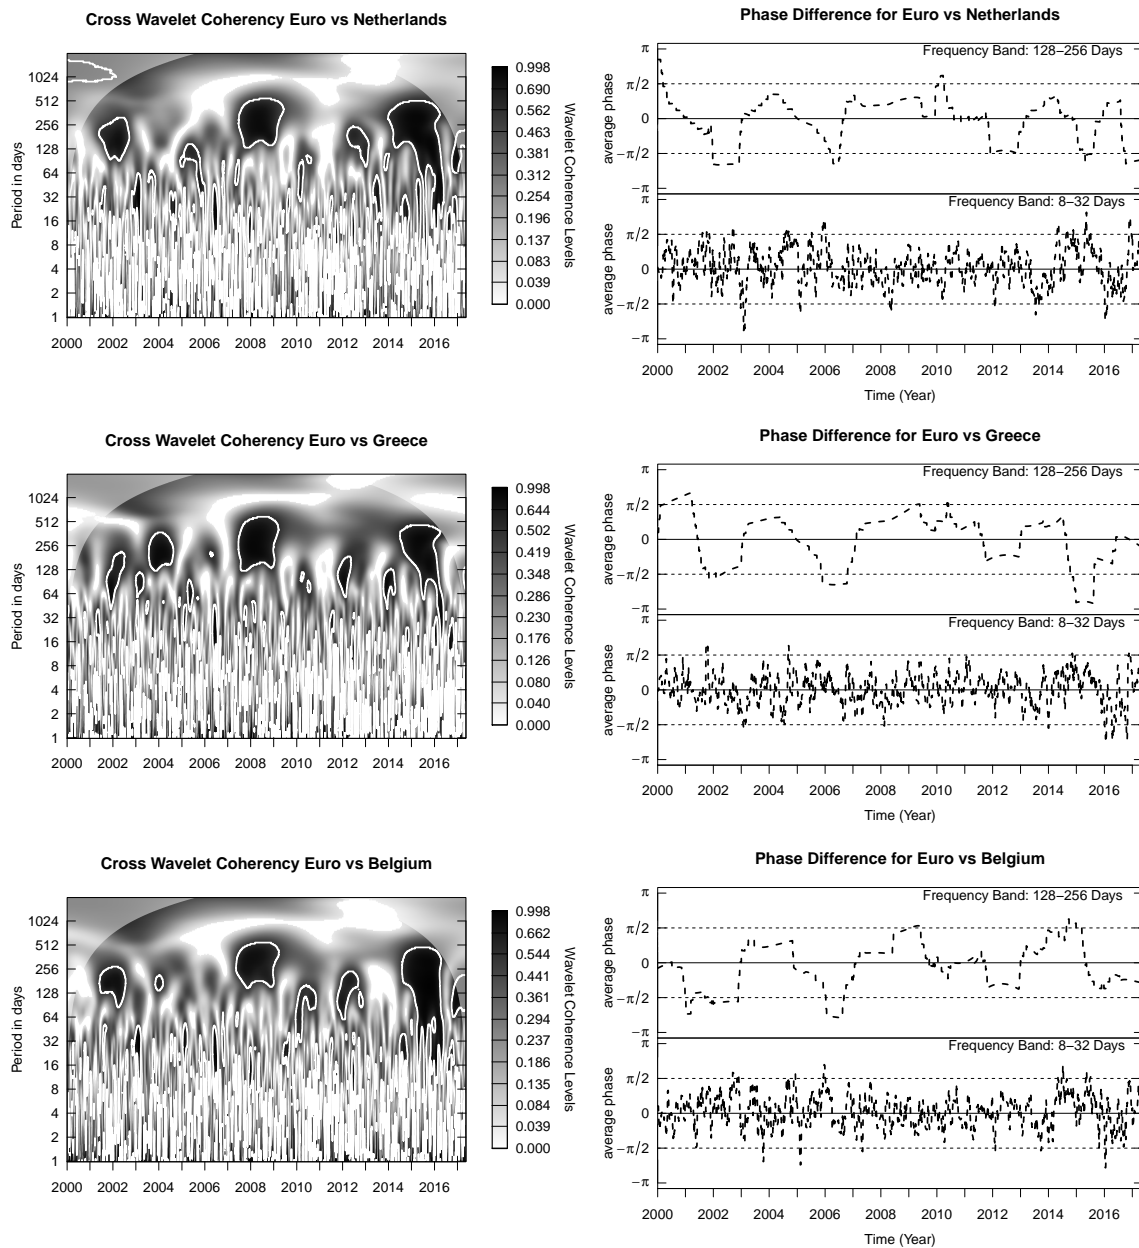 Cross Wavelet Coherency Euro vs Netherlands
Period in days
1024
512
256
128
64
32
16
8
4
2
1
2000 2002 2004 2006 2008 2010 2012 2014 2016
0.998
0.690
0.562
0.463
0.381
0.312
0.254
0.196
0.137
0.083
0.039
0.000
Wavelet Coherence Levels
Phase Difference for Euro vs Netherlands
Frequency Band: 128–256 Days
average phase
π
π/2
0
−π/2
−π
Frequency Band: 8–32 Days
average phase
π
π/2
0
−π/2
−π
2000 2002 2004 2006 2008 2010 2012 2014 2016
Time (Year)
Cross Wavelet Coherency Euro vs Greece
Period in days
1024
512
256
128
64
32
16
8
4
2
1
2000 2002 2004 2006 2008 2010 2012 2014 2016
0.998
0.644
0.502
0.419
0.348
0.286
0.230
0.176
0.126
0.080
0.040
0.000
Wavelet Coherence Levels
Phase Difference for Euro vs Greece
Frequency Band: 128–256 Days
average phase
π
π/2
0
−π/2
−π
Frequency Band: 8–32 Days
average phase
π
π/2
0
−π/2
−π
2000 2002 2004 2006 2008 2010 2012 2014 2016
Time (Year)
Cross Wavelet Coherency Euro vs Belgium
Period in days
1024
512
256
128
64
32
16
8
4
2
1
2000 2002 2004 2006 2008 2010 2012 2014 2016
0.998
0.662
0.544
0.441
0.361
0.294
0.237
0.186
0.135
0.084
0.039
0.000
Wavelet Coherence Levels
Phase Difference for Euro vs Belgium
Frequency Band: 128–256 Days
average phase
π
π/2
0
−π/2
−π
Frequency Band: 8–32 Days
average phase
π
π/2
0
−π/2
−π
2000 2002 2004 2006 2008 2010 2012 2014 2016
Time (Year)